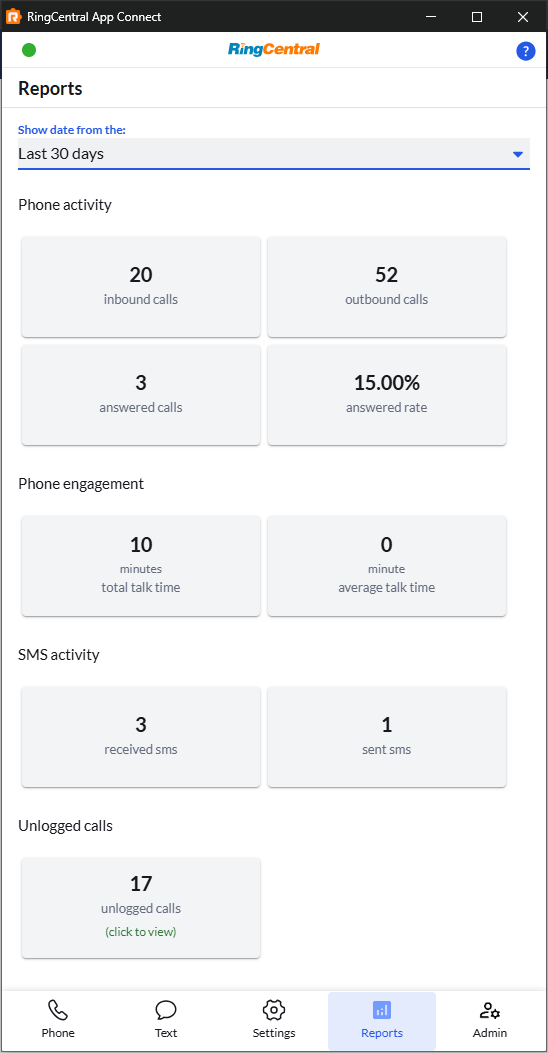 RingCentral App Connect
RingCentral
?
Reports
Show date from the:
Last 30 days
Phone activity
20
inbound calls
52
outbound calls
3
answered calls
15.00%
answered rate
Phone engagement
10
minutes
total talk time
0
minute
average talk time
SMS activity
3
received sms
1
sent sms
Unlogged calls
17
unlogged calls
(click to view)
Phone
Text
Settings
Reports
Admin